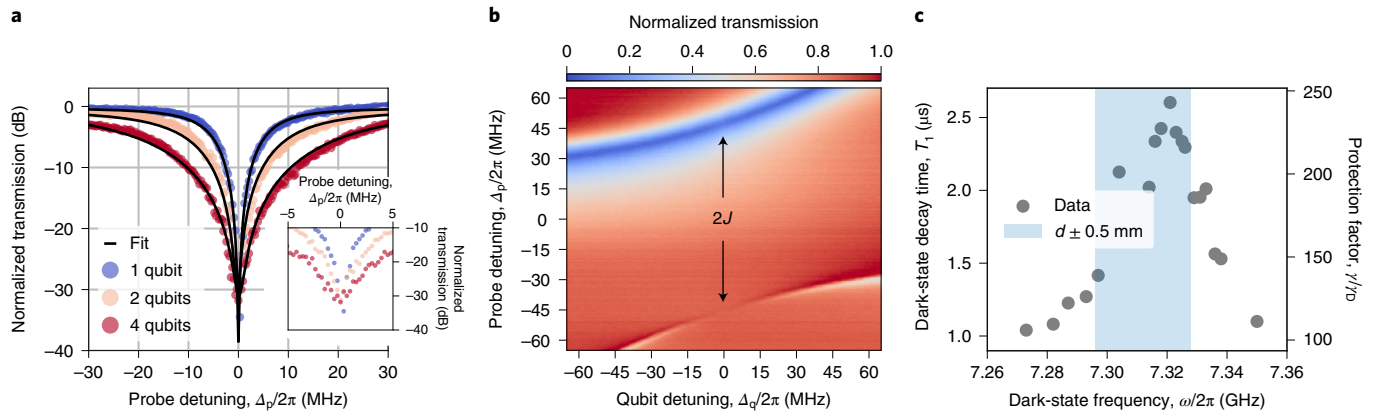 a
Normalized transmission (dB)
0
−10
−20
−30
−40
−30
−20
−10
0
10
20
30
Probe detuning, Δp/2π (MHz)
Fit
1 qubit
2 qubits
4 qubits
Probe detuning,
Δp/2π (MHz)
−5
0
5
−10
−20
−30
−40
Normalized
transmission (dB)
b
Normalized transmission
0
0.2
0.4
0.6
0.8
1.0
Probe detuning, Δp/2π (MHz)
60
45
30
15
0
−15
−30
−45
−60
2J
−60
−45
−30
−15
0
15
30
45
60
Qubit detuning, Δq/2π (MHz)
c
Dark-state decay time, T1 (μs)
2.5
2.0
1.5
1.0
Data
d ± 0.5 mm
250
200
150
100
Protection factor, γ/γD
7.26
7.28
7.30
7.32
7.34
7.36
Dark-state frequency, ω/2π (GHz)